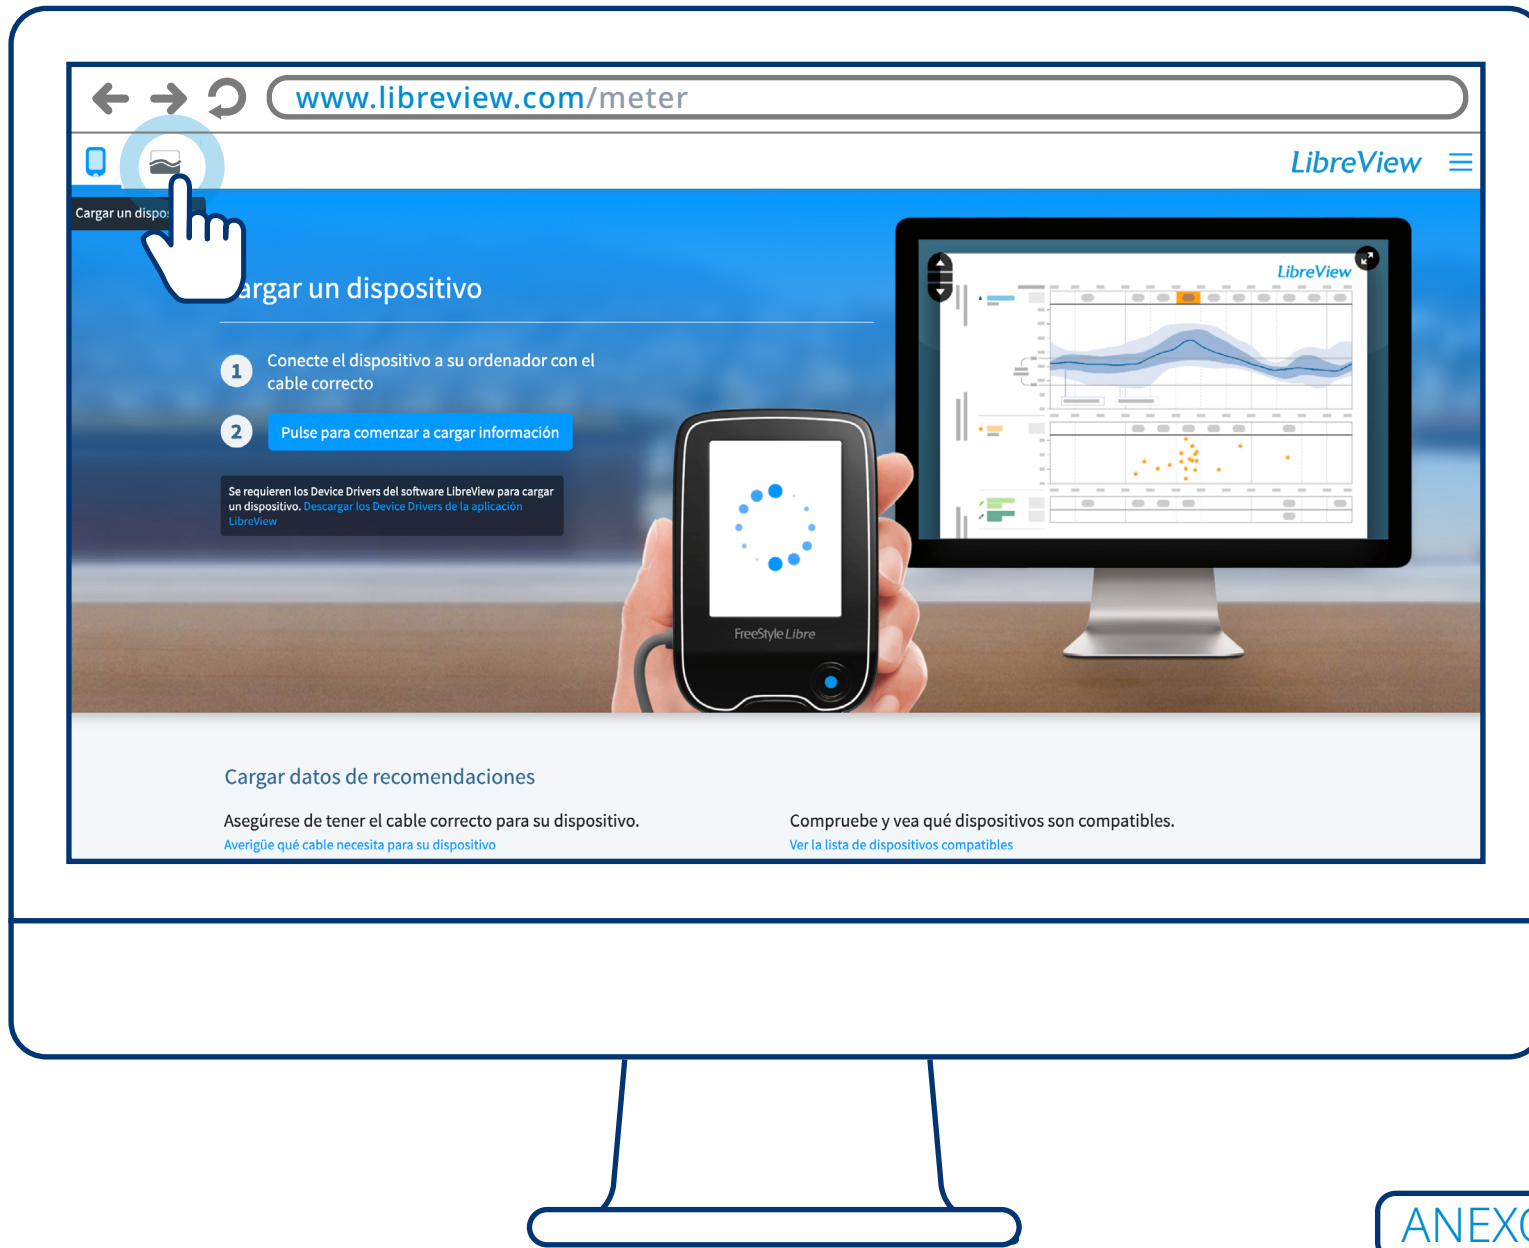 www.libreview.com/meter
LibreView
Cargar un
argar un dispositivo
LibreView
1 Conecte el dispositivo a su ordenador con el
cable correcto
2 Pulse para comenzar a cargar información
Se requieren los Device Drivers del software LibreView para cargar
un dispositivo. Descargar los Device Drivers de la aplicación
LibreView
FreeStyle Libre
Cargar datos de recomendaciones
Asegúrese de tener el cable correcto para su dispositivo.
Averigüe qué cable necesita para su dispositivo
Compruebe y vea qué dispositivos son compatibles.
Ver la lista de dispositivos compatibles
ANEXO